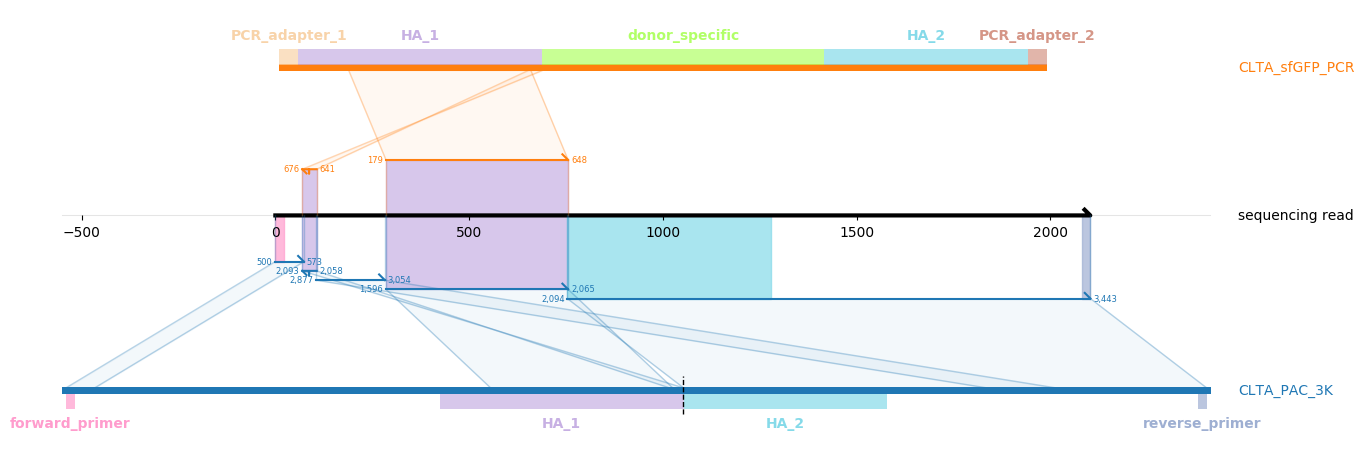 PCR_adapter_1 HA_1 donor_specific HA_2 PCR_adapter_2
CLTA_sfGFP_PCR
179 648
676 641
sequencing read
−500 0 500 1000 1500 2000
500 573
2,093 2,058
2,877 3,054
1,596 2,065
2,094 3,443
CLTA_PAC_3K
forward_primer HA_1 HA_2 reverse_primer